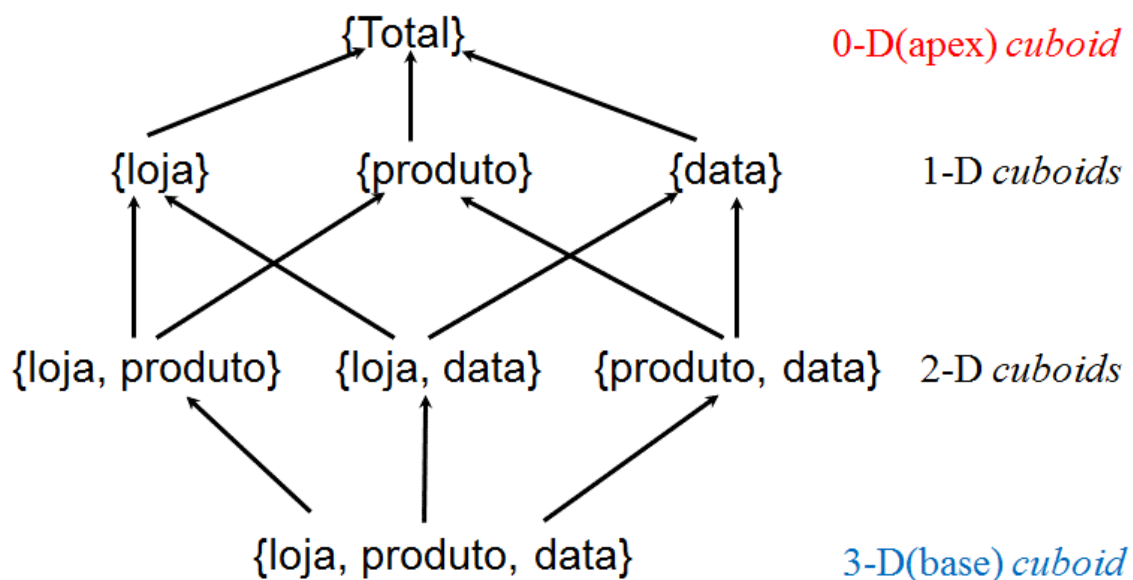 {Total} 0-D(apex) cuboid
{loja} {produto} {data} 1-D cuboids
{loja, produto} {loja, data} {produto, data} 2-D cuboids
{loja, produto, data} 3-D(base) cuboid